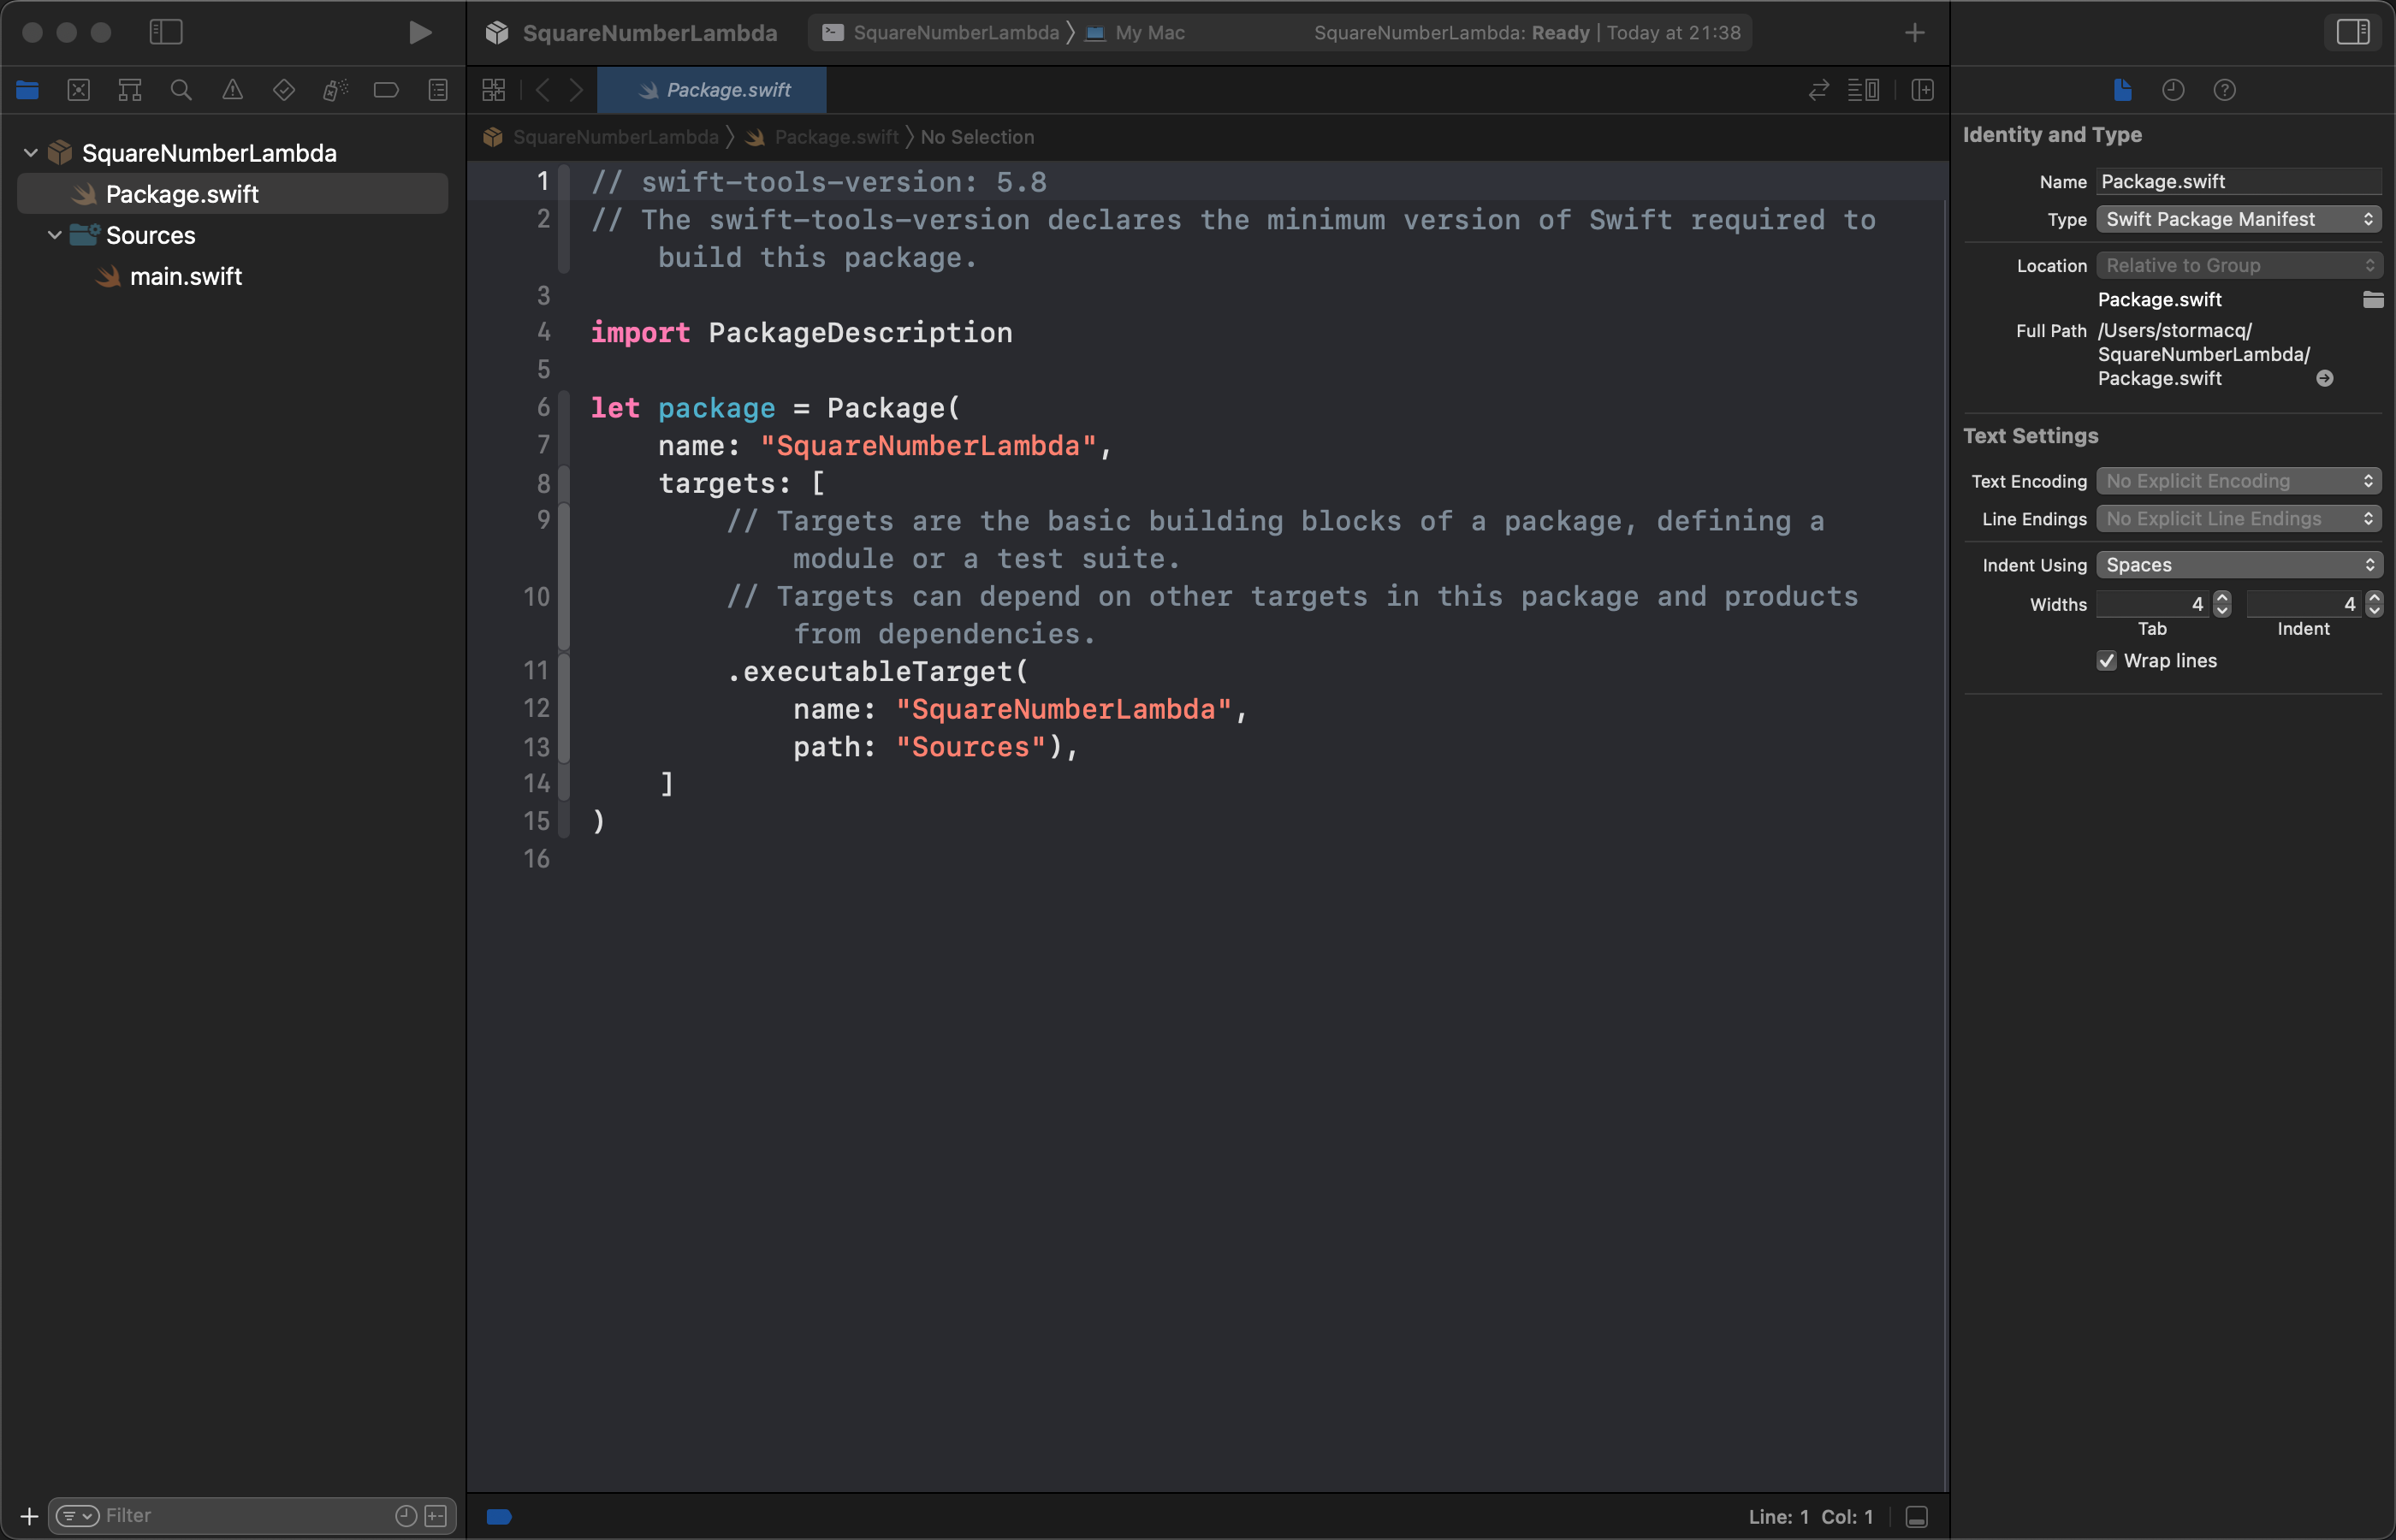 SquareNumberLambda
SquareNumberLambda
My Mac
SquareNumberLambda: Ready | Today at 21:38
Package.swift
SquareNumberLambda
Package.swift
No Selection
SquareNumberLambda
Package.swift
Sources
main.swift
Filter
1 // swift-tools-version: 5.8
2 // The swift-tools-version declares the minimum version of Swift required to
build this package.
3
4 import PackageDescription
5
6 let package = Package(
7 name: "SquareNumberLambda",
8 targets: [
9 // Targets are the basic building blocks of a package, defining a
module or a test suite.
10 // Targets can depend on other targets in this package and products
from dependencies.
11 .executableTarget(
12 name: "SquareNumberLambda",
13 path: "Sources"),
14 ]
15 )
16
Line: 1 Col: 1
Identity and Type
Name Package.swift
Type Swift Package Manifest
Location Relative to Group
Package.swift
Full Path /Users/stormacq/
SquareNumberLambda/
Package.swift
Text Settings
Text Encoding No Explicit Encoding
Line Endings No Explicit Line Endings
Indent Using Spaces
Widths 4 4
Tab Indent
Wrap lines